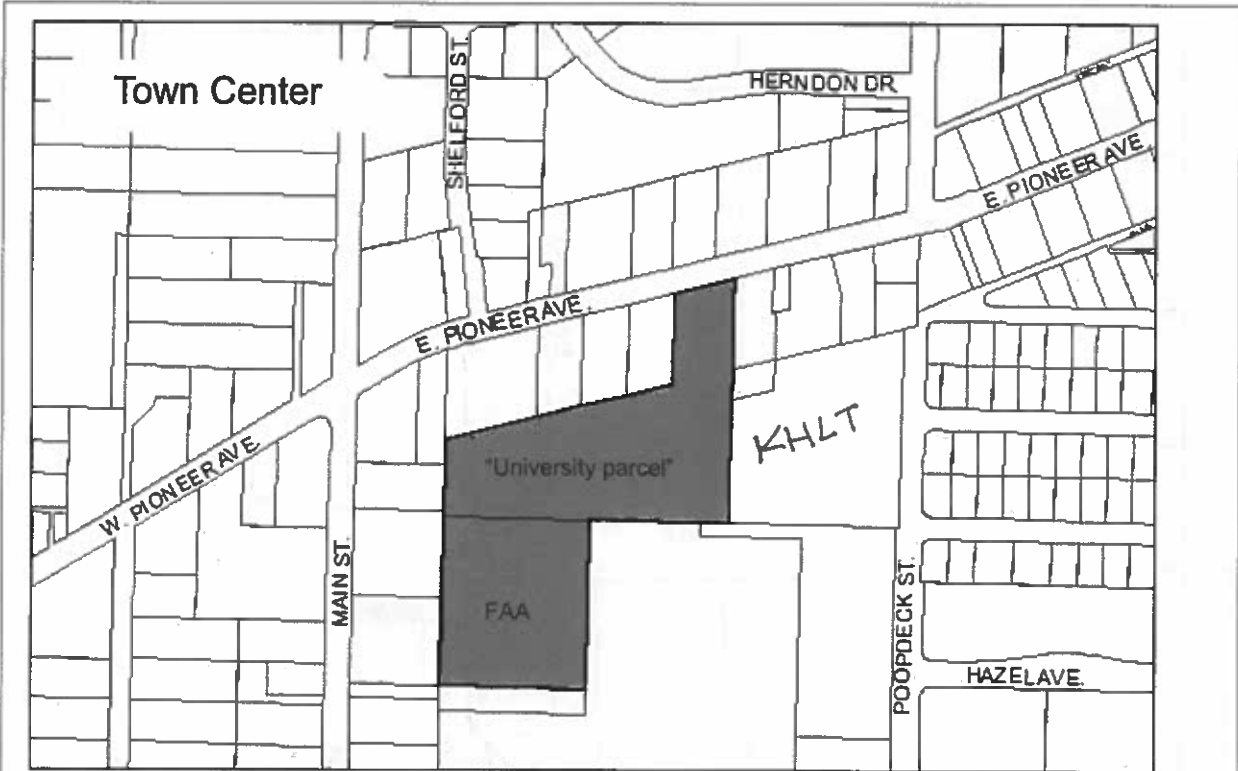 Town Center
SHELFORD ST.
HERNDON DR.
E. PIONEER AVE.
E. PIONEER AVE.
KHLT
"University parcel"
W. PIONEER AVE.
MAIN ST.
FAA
POOPDECK ST.
HAZEL AVE.